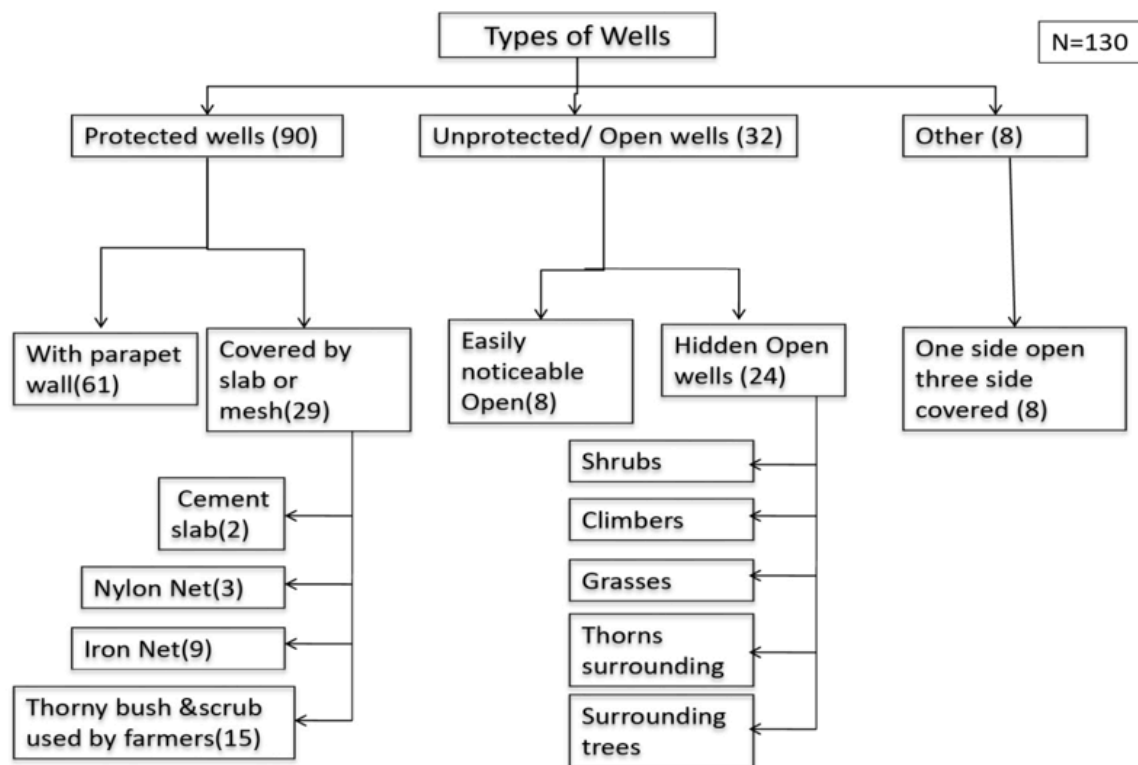 Types of Wells
N=130
Protected wells (90)
Unprotected/ Open wells (32)
Other (8)
With parapet
wall(61)
Covered by
slab or
mesh(29)
Easily
noticeable
Open(8)
Hidden Open
wells (24)
One side open
three side
covered (8)
Cement
slab(2)
Nylon Net(3)
Iron Net(9)
Thorny bush &scrub
used by farmers(15)
Shrubs
Climbers
Grasses
Thorns
surrounding
Surrounding
trees